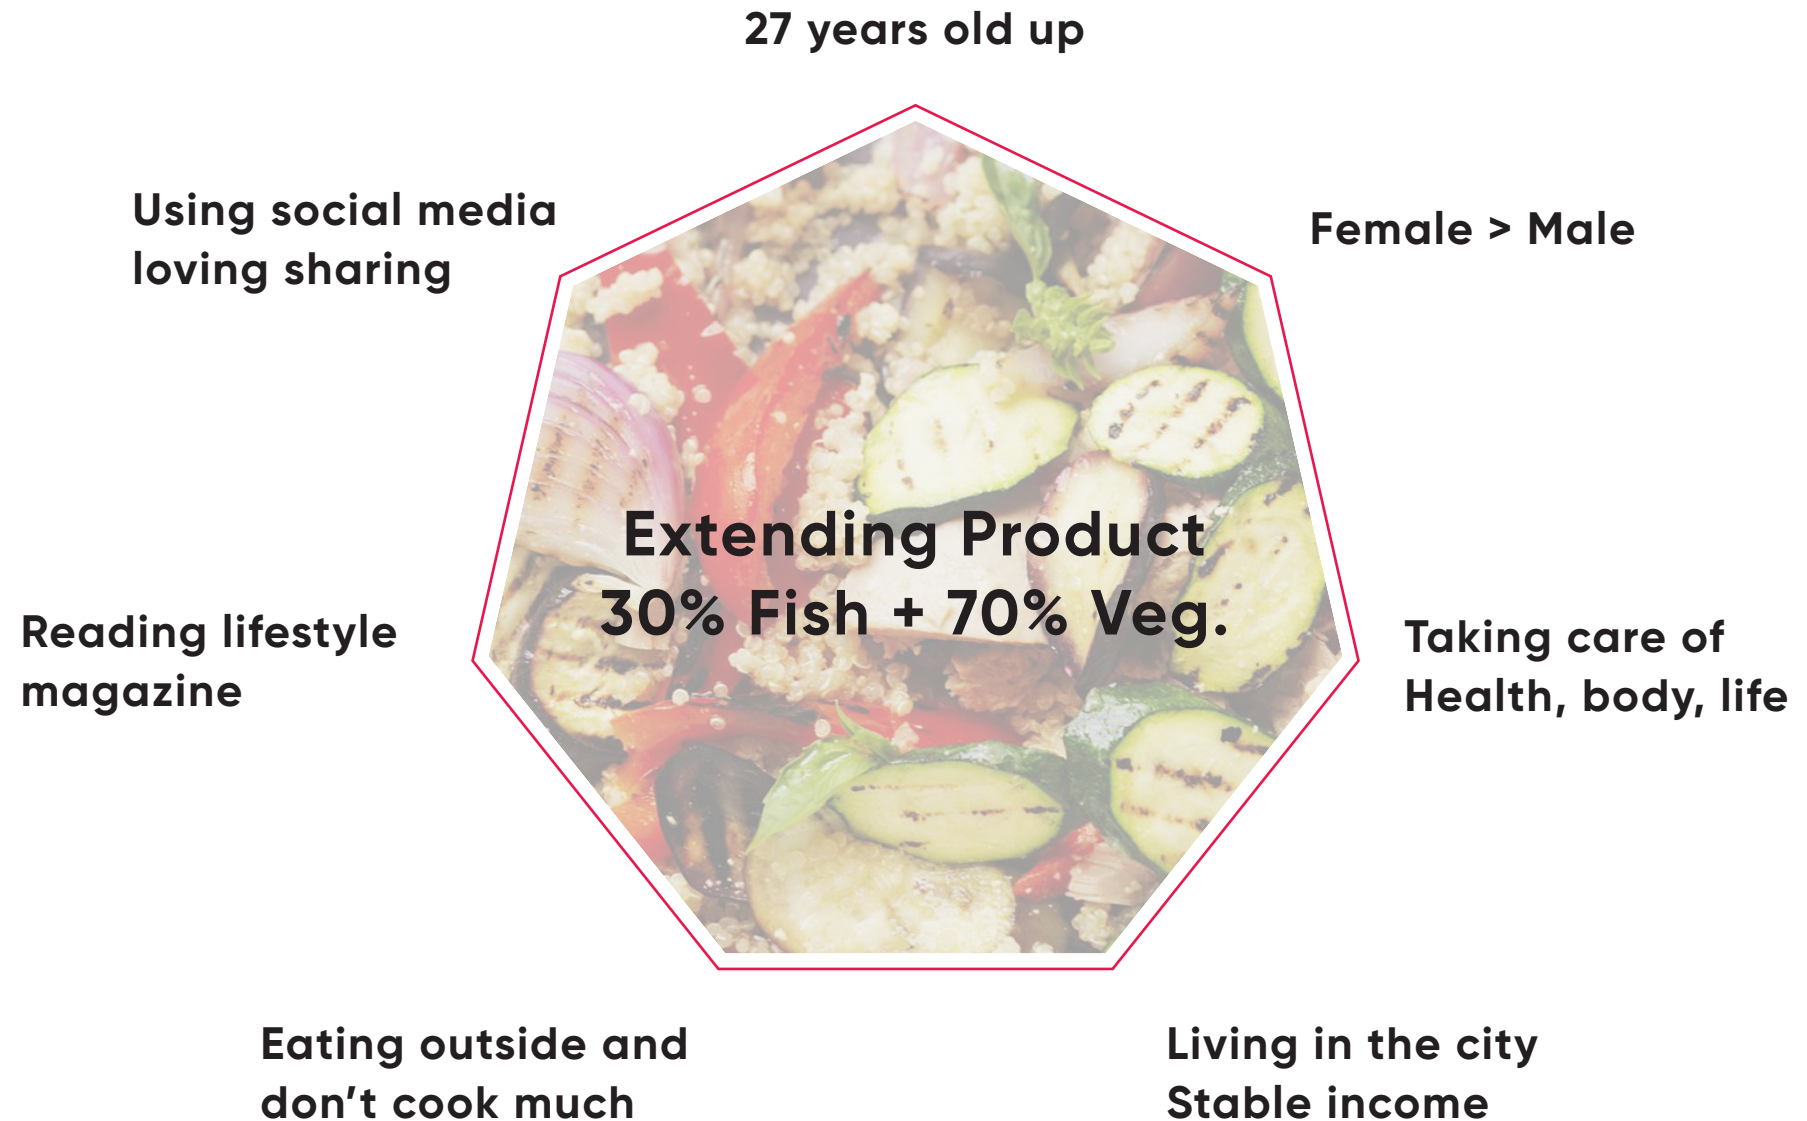 27 years old up
Using social media
loving sharing
Female > Male
Extending Product
30% Fish + 70% Veg.
Reading lifestyle
magazine
Taking care of
Health, body, life
Eating outside and
don’t cook much
Living in the city
Stable income